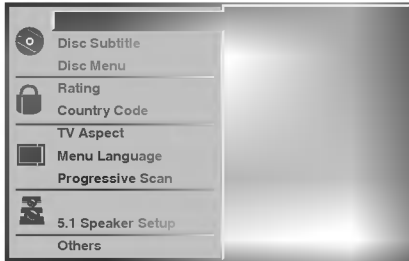 Disc Subtitle
Disc Menu
Rating
Country Code
TV Aspect
Menu Language
Progressive Scan
5.1 Speaker Setup
Others